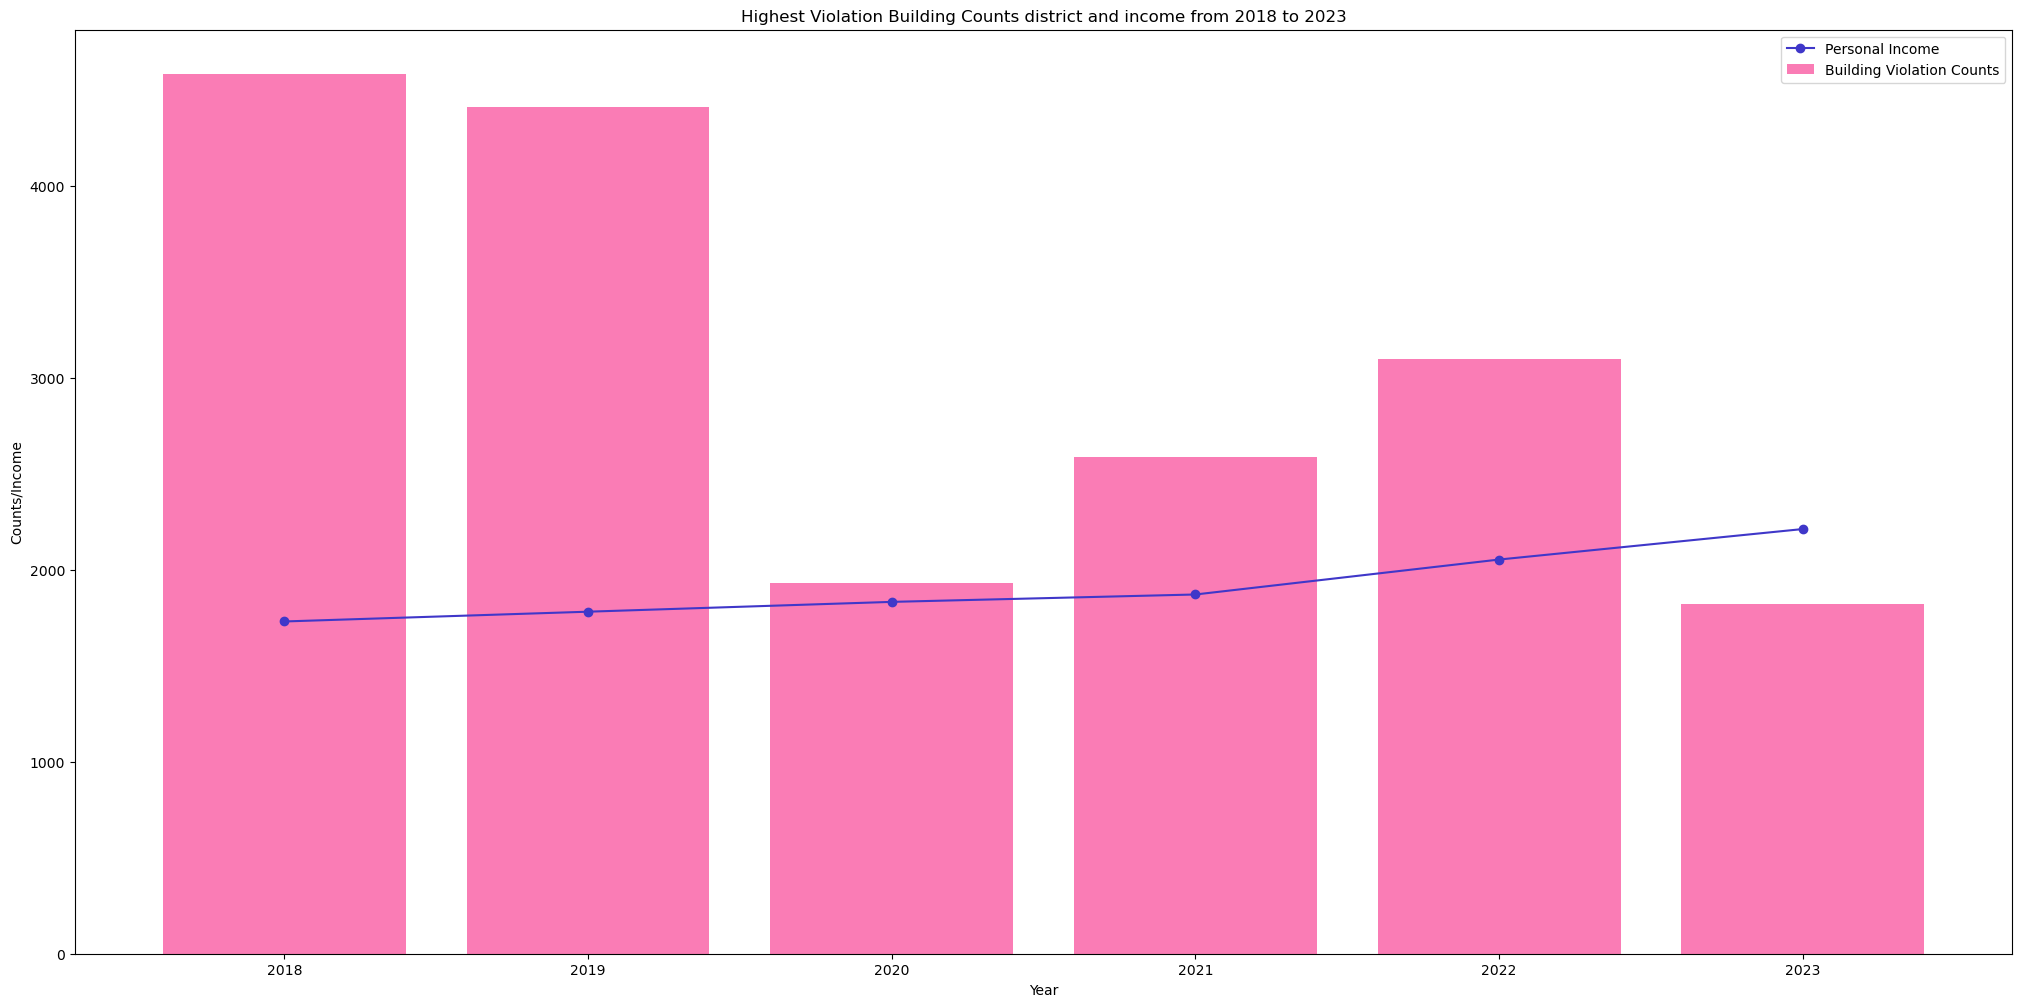 Highest Violation Building Counts district and income from 2018 to 2023
Personal Income
Building Violation Counts
Counts/Income
4000
3000
2000
1000
0
2018 2019 2020 2021 2022 2023
Year